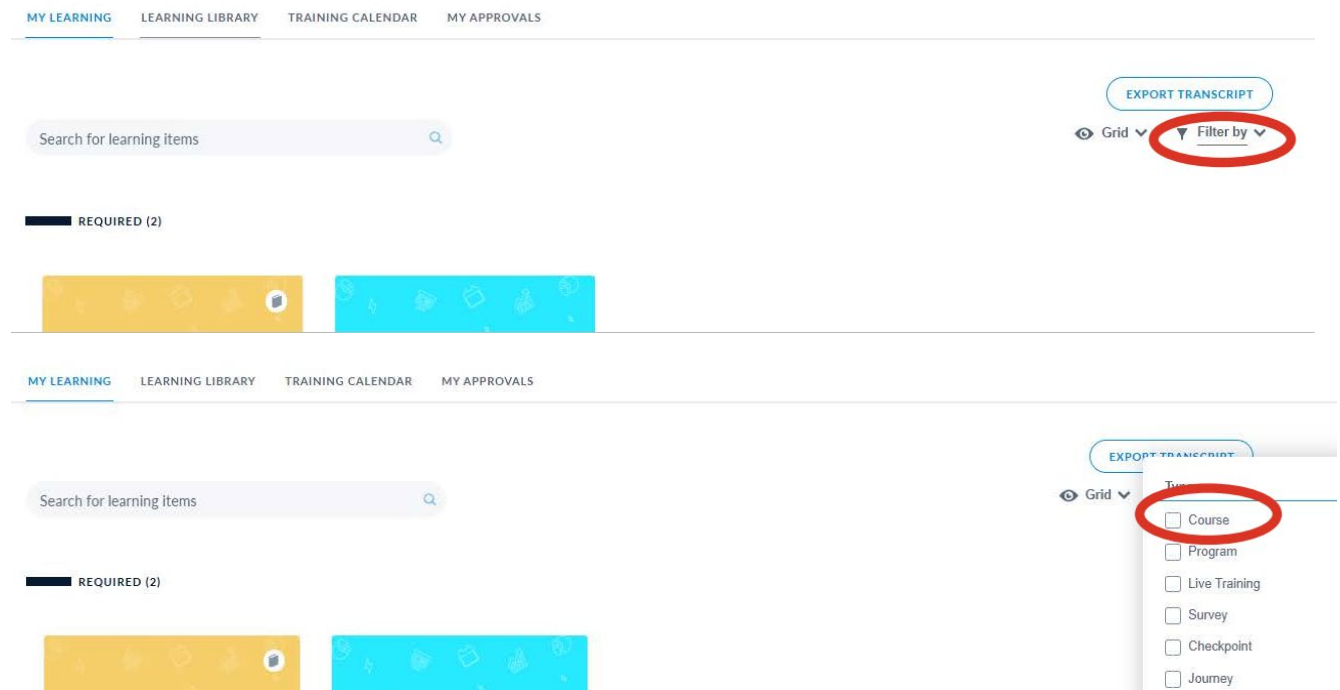 MY LEARNING LEARNING LIBRARY TRAINING CALENDAR MY APPROVALS
EXPORT TRANSCRIPT
Search for learning items
Grid Filter by
REQUIRED (2)
MY LEARNING LEARNING LIBRARY TRAINING CALENDAR MY APPROVALS
EXPORT TRANSCRIPT
Search for learning items
Grid
Course
Program
REQUIRED (2)
Live Training
Survey
Checkpoint
Journey